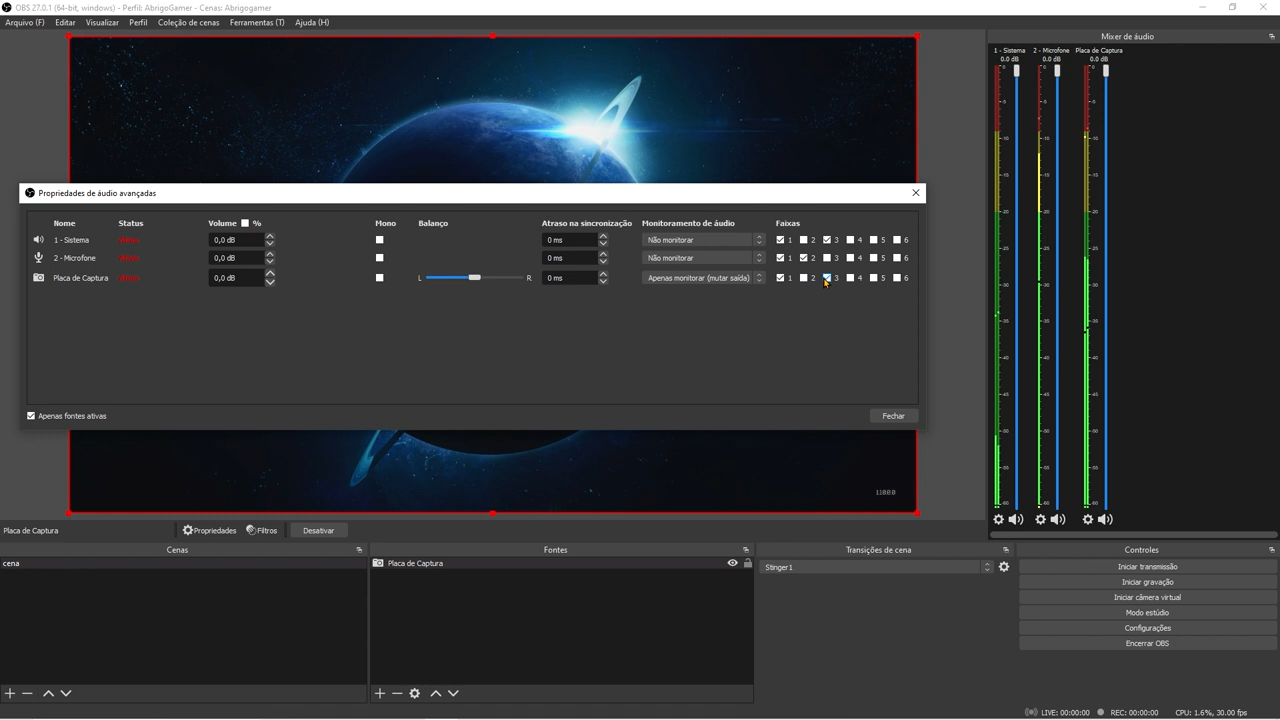 OBS 27.0.1 (64-bit, windows) - Perfil: AbrigoGamer - Cenas: Abrigogamer
Arquivo (F) Editar Visualizar Perfil Coleção de cenas Ferramentas (T) Ajuda (H)
Mixer de áudio
1 - Sistema 2 - Microfone Placa de Captura
0.0 dB 0.0 dB 0.0 dB
Propriedades de áudio avançadas
Nome Status Volume % Mono Balanço Atraso na sincronização Monitoramento de áudio Faixas
1 - Sistema Ativo 0,0 dB 0 ms Não monitorar 1 2 3 4 5 6
2 - Microfone Ativo 0,0 dB 0 ms Não monitorar 1 2 3 4 5 6
Placa de Captura Ativo 0,0 dB L R 0 ms Apenas monitorar (mutar saída) 1 2 3 4 5 6
Apenas fontes ativas
Fechar
Placa de Captura Propriedades Filtros Desativar
Cenas Fontes Transições de cena Controles
cena
Placa de Captura
Stinger1
Iniciar transmissão
Iniciar gravação
Iniciar câmera virtual
Modo estúdio
Configurações
Encerrar OBS
LIVE: 00:00:00 REC: 00:00:00 CPU: 1.6%, 30.00 fps